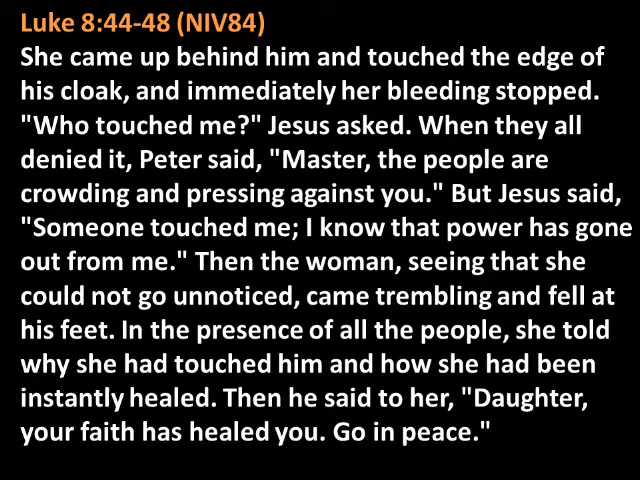 Luke 8:44-48 (NIV84)
She came up behind him and touched the edge of
his cloak, and immediately her bleeding stopped.
"Who touched me?" Jesus asked. When they all
denied it, Peter said, "Master, the people are
crowding and pressing against you." But Jesus said,
"Someone touched me; I know that power has gone
out from me." Then the woman, seeing that she
could not go unnoticed, came trembling and fell at
his feet. In the presence of all the people, she told
why she had touched him and how she had been
instantly healed. Then he said to her, "Daughter,
your faith has healed you. Go in peace."